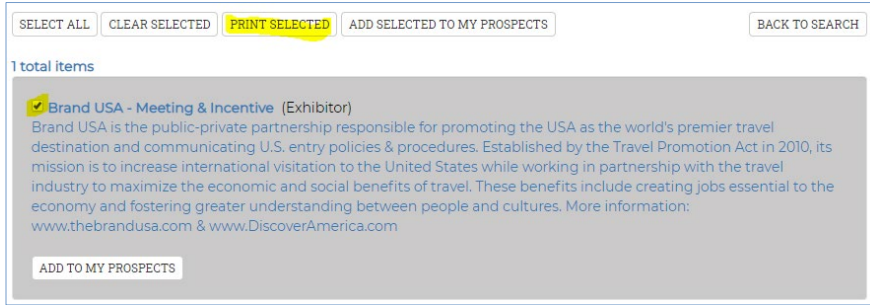 SELECT ALL CLEAR SELECTED PRINT SELECTED ADD SELECTED TO MY PROSPECTS BACK TO SEARCH
1 total items
Brand USA - Meeting & Incentive (Exhibitor)
Brand USA is the public-private partnership responsible for promoting the USA as the world's premier travel
destination and communicating U.S. entry policies & procedures. Established by the Travel Promotion Act in 2010, its
mission is to increase international visitation to the United States while working in partnership with the travel
industry to maximize the economic and social benefits of travel. These benefits include creating jobs essential to the
economy and fostering greater understanding between people and cultures. More information:
www.thebrandusa.com & www.DiscoverAmerica.com
ADD TO MY PROSPECTS